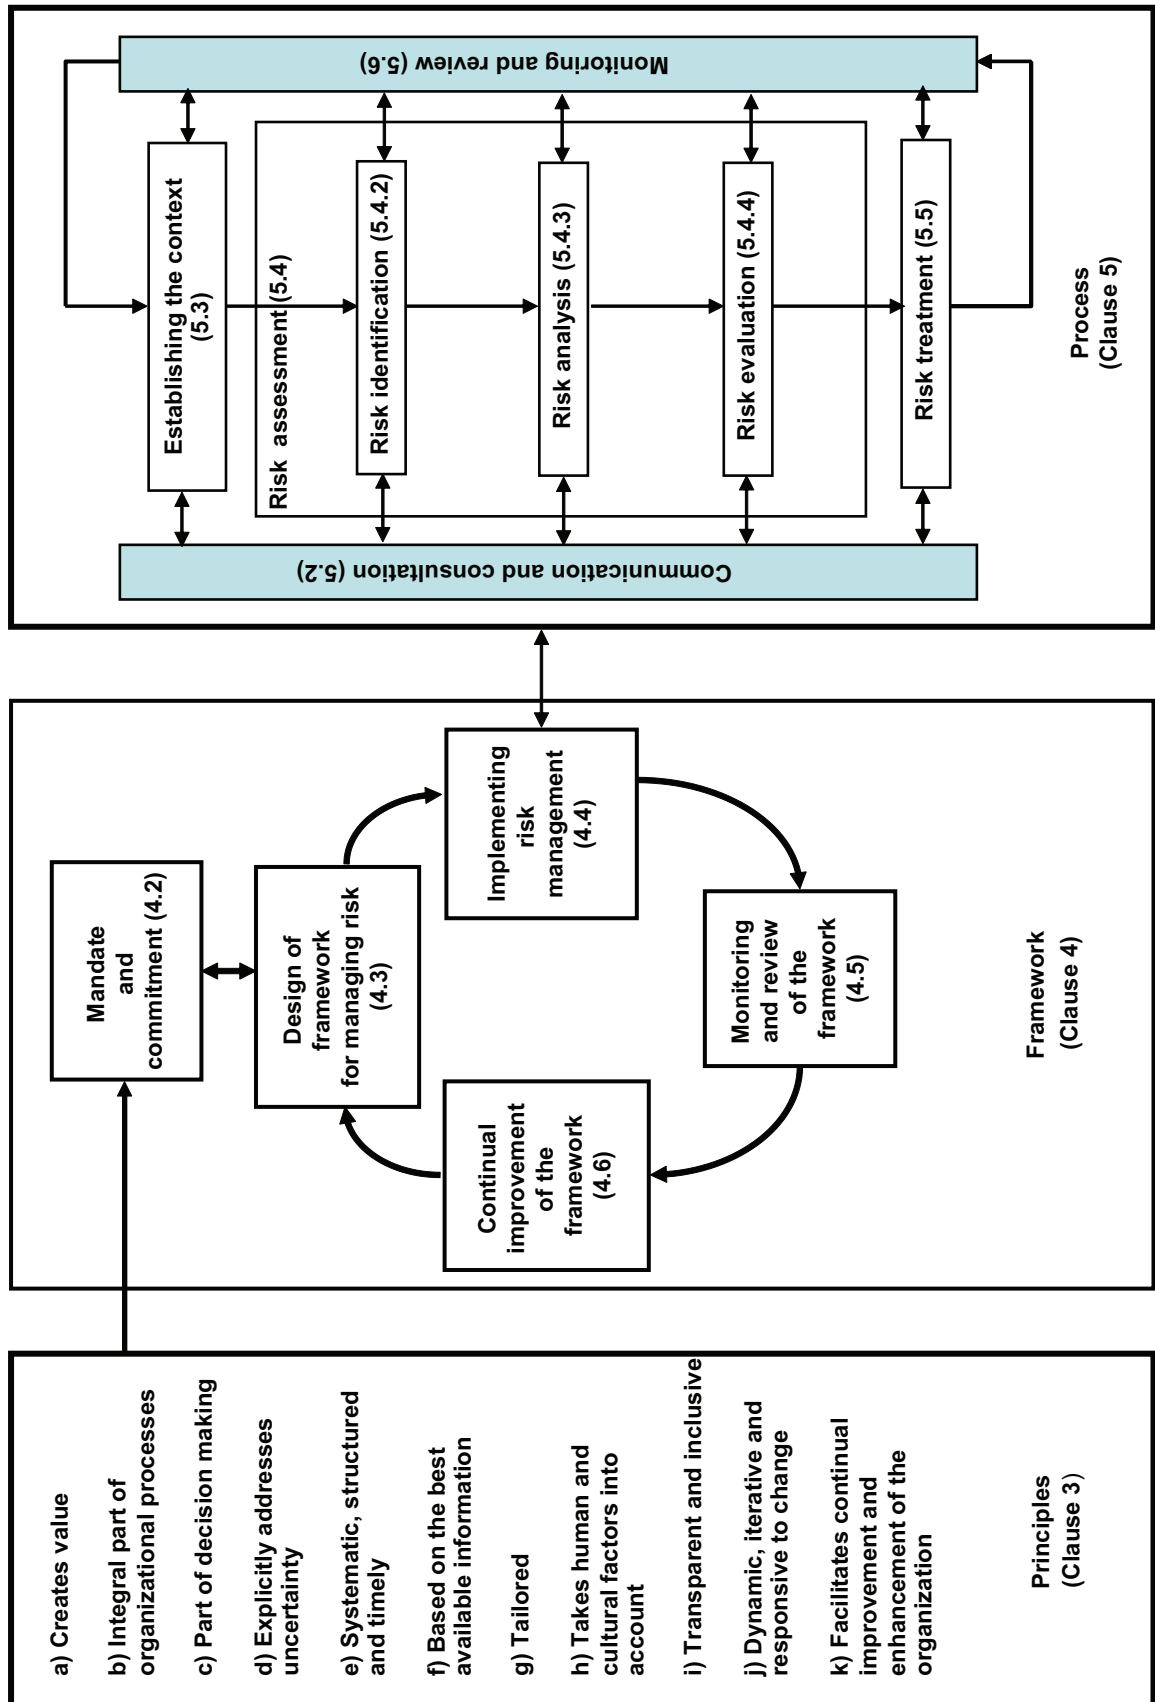 a) Creates value
b) Integral part of
organizational processes
c) Part of decision making
d) Explicitly addresses
uncertainty
e) Systematic, structured
and timely
f) Based on the best
available information
g) Tailored
h) Takes human and
cultural factors into
account
i) Transparent and inclusive
j) Dynamic, iterative and
responsive to change
k) Facilitates continual
improvement and
enhancement of the
organization
Principles
(Clause 3)
Mandate
and
commitment (4.2)
Design of
framework
for managing risk
(4.3)
Implementing
risk
management
(4.4)
Monitoring
and review
of the
framework
(4.5)
Continual
improvement
of the
framework
(4.6)
Framework
(Clause 4)
Communication and consultation (5.2)
Establishing the context
(5.3)
Risk assessment (5.4)
Risk identification (5.4.2)
Risk analysis (5.4.3)
Risk evaluation (5.4.4)
Risk treatment (5.5)
Monitoring and review (5.6)
Process
(Clause 5)